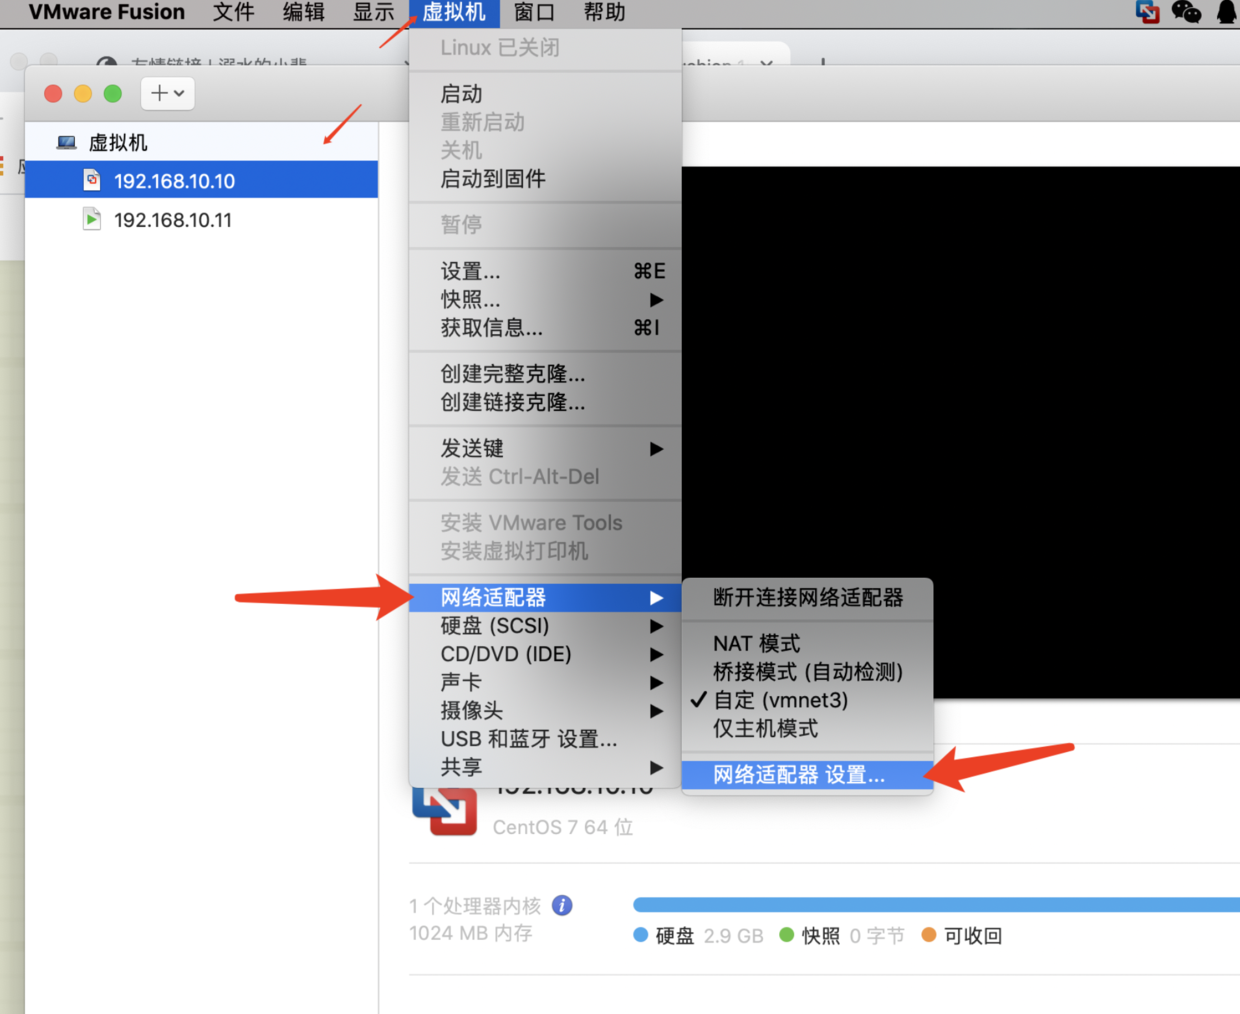 VMware Fusion 文件 编辑 显示 虚拟机 窗口 帮助
Linux 已关闭
启动
重新启动
关机
启动到固件
暂停
设置... ⌘E
快照...
获取信息... ⌘I
创建完整克隆...
创建链接克隆...
发送键
发送 Ctrl-Alt-Del
安装 VMware Tools
安装虚拟打印机
网络适配器
硬盘 (SCSI)
CD/DVD (IDE)
声卡
摄像头
USB 和蓝牙 设置...
共享
断开连接网络适配器
NAT 模式
桥接模式 (自动检测)
✓ 自定 (vmnet3)
仅主机模式
网络适配器 设置...
虚拟机
192.168.10.10
192.168.10.11
192.168.10.10
CentOS 7 64 位
1 个处理器内核
1024 MB 内存
硬盘 2.9 GB 快照 0 字节 可收回